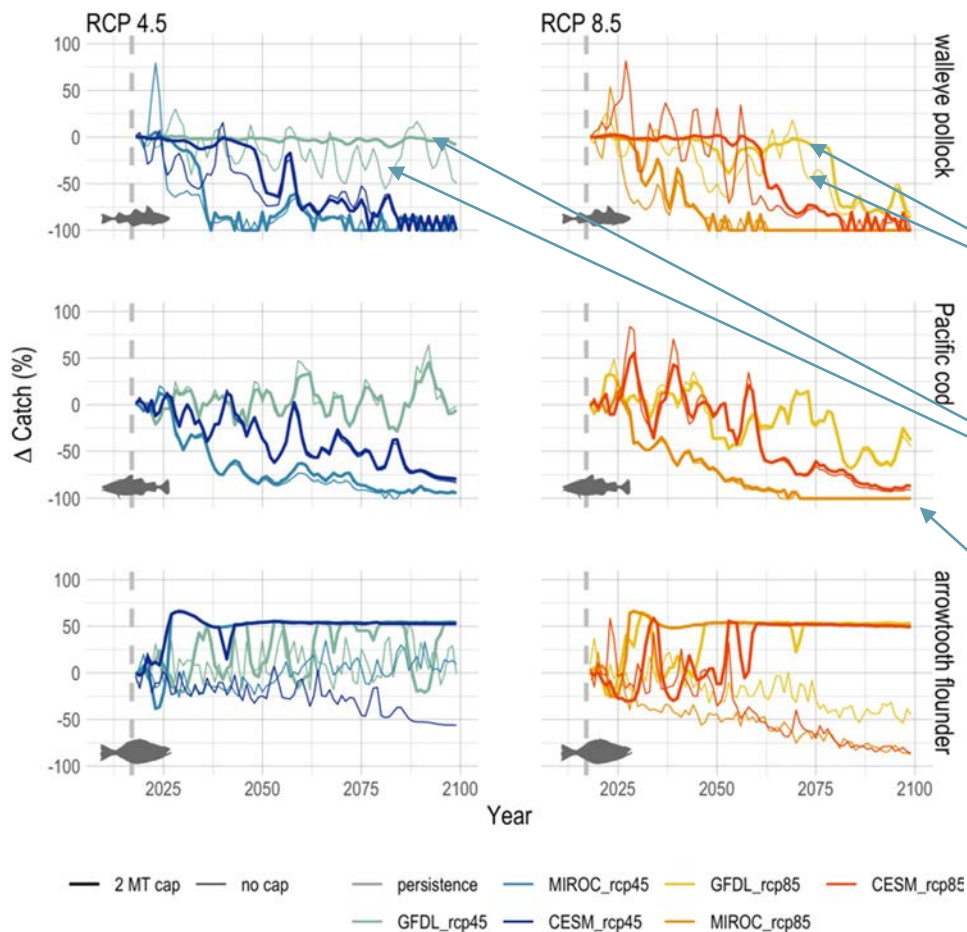 RCP 4.5
RCP 8.5
100
50
0
-50
-100
walleye pollock
100
50
0
-50
-100
Pacific cod
Δ Catch (%)
100
50
0
-50
-100
arrowtooth flounder
2025 2050 2075 2100 2025 2050 2075 2100
Year
2 MT cap no cap persistence MIROC_rcp45 GFDL_rcp85 CESM_rcp85
GFDL_rcp45 CESM_rcp45 MIROC_rcp85